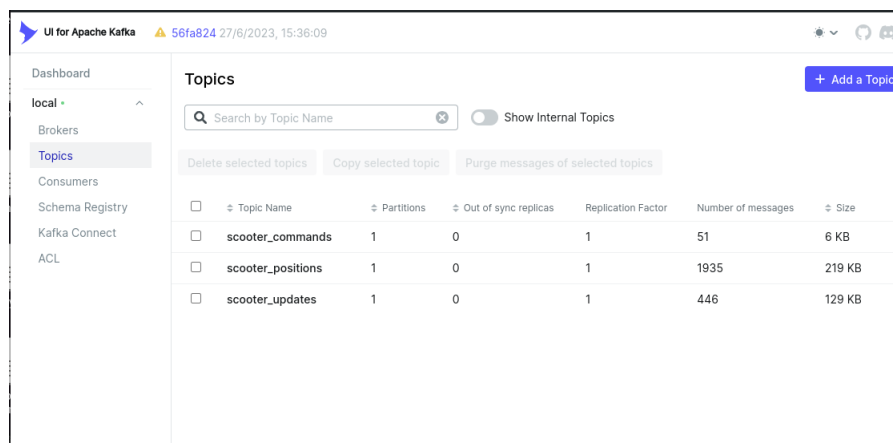 UI for Apache Kafka 56fa824 27/6/2023, 15:36:09
Dashboard
local
Brokers
Topics
Consumers
Schema Registry
Kafka Connect
ACL
Topics
+ Add a Topic
Search by Topic Name
Show Internal Topics
Delete selected topics Copy selected topic Purge messages of selected topics
Topic Name Partitions Out of sync replicas Replication Factor Number of messages Size
scooter_commands 1 0 1 51 6 KB
scooter_positions 1 0 1 1935 219 KB
scooter_updates 1 0 1 446 129 KB